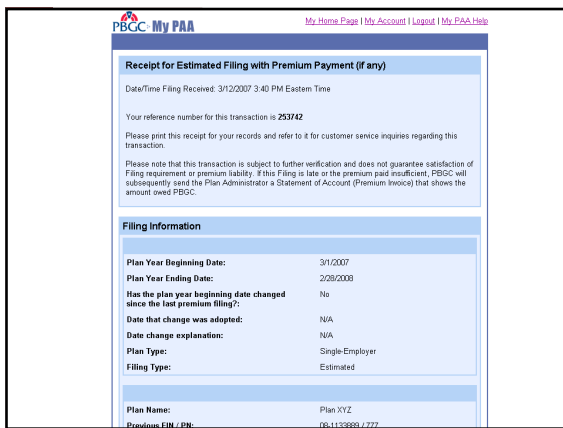 PBGC My PAA
My Home Page | My Account | Logout | My PAA Help
Receipt for Estimated Filing with Premium Payment (if any)
Date/Time Filing Received: 3/12/2007 3:40 PM Eastern Time
Your reference number for this transaction is 253742
Please print this receipt for your records and refer to it for customer service inquiries regarding this
transaction.
Please note that this transaction is subject to further verification and does not guarantee satisfaction of
Filing requirement or premium liability. If this Filing is late or the premium paid insufficient, PBGC will
subsequently send the Plan Administrator a Statement of Account (Premium Invoice) that shows the
amount owed PBGC.
Filing Information
Plan Year Beginning Date: 3/1/2007
Plan Year Ending Date: 2/28/2008
Has the plan year beginning date changed No
since the last premium filing?:
Date that change was adopted: N/A
Date change explanation: N/A
Plan Type: Single-Employer
Filing Type: Estimated
Plan Name: Plan XYZ
Previous EIN / PN: 08-1133889 / 777